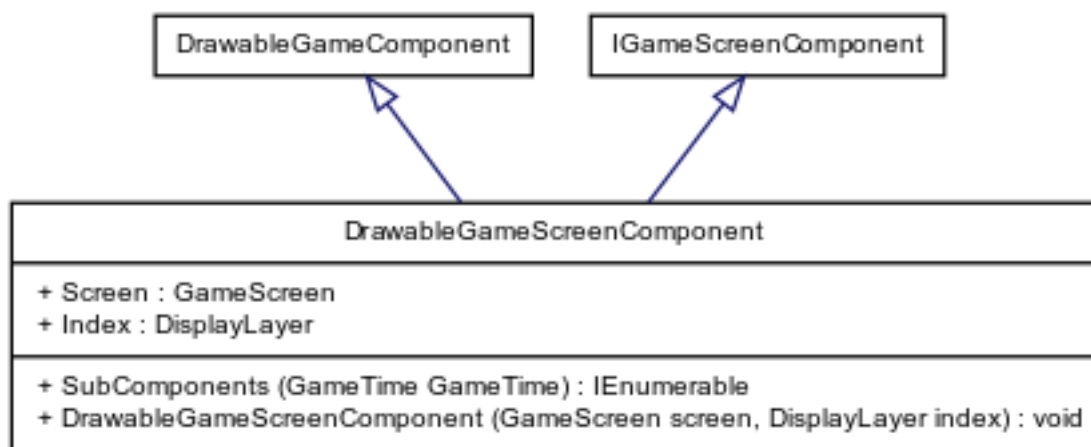 DrawableGameComponent
IGameScreenComponent
DrawableGameScreenComponent
+ Screen : GameScreen
+ Index : DisplayLayer
+ SubComponents (GameTime GameTime) : IEnumerable
+ DrawableGameScreenComponent (GameScreen screen, DisplayLayer index) : void